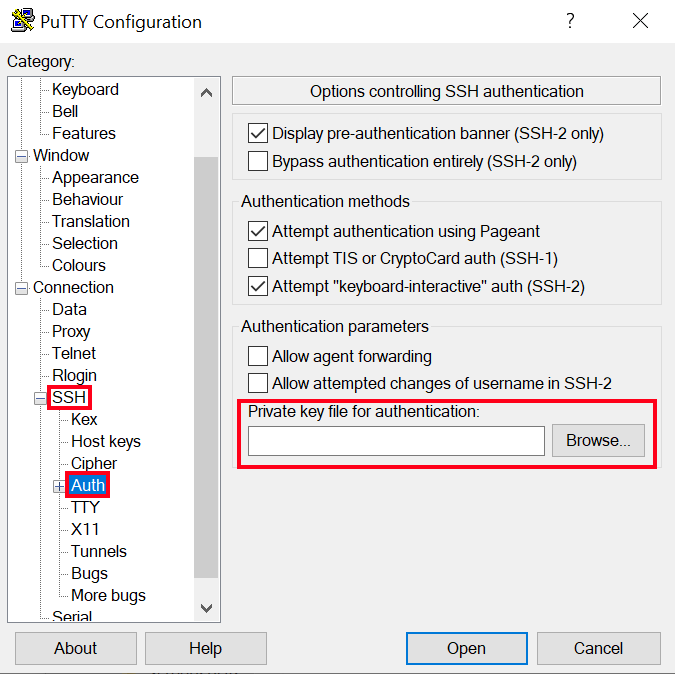 PuTTY Configuration
?
Category:
Keyboard
Bell
Features
Window
Appearance
Behaviour
Translation
Selection
Colours
Connection
Data
Proxy
Telnet
Rlogin
SSH
Kex
Host keys
Cipher
Auth
TTY
X11
Tunnels
Bugs
More bugs
Serial
Options controlling SSH authentication
Display pre-authentication banner (SSH-2 only)
Bypass authentication entirely (SSH-2 only)
Authentication methods
Attempt authentication using Pageant
Attempt TIS or CryptoCard auth (SSH-1)
Attempt "keyboard-interactive" auth (SSH-2)
Authentication parameters
Allow agent forwarding
Allow attempted changes of username in SSH-2
Private key file for authentication:
Browse...
About
Help
Open
Cancel